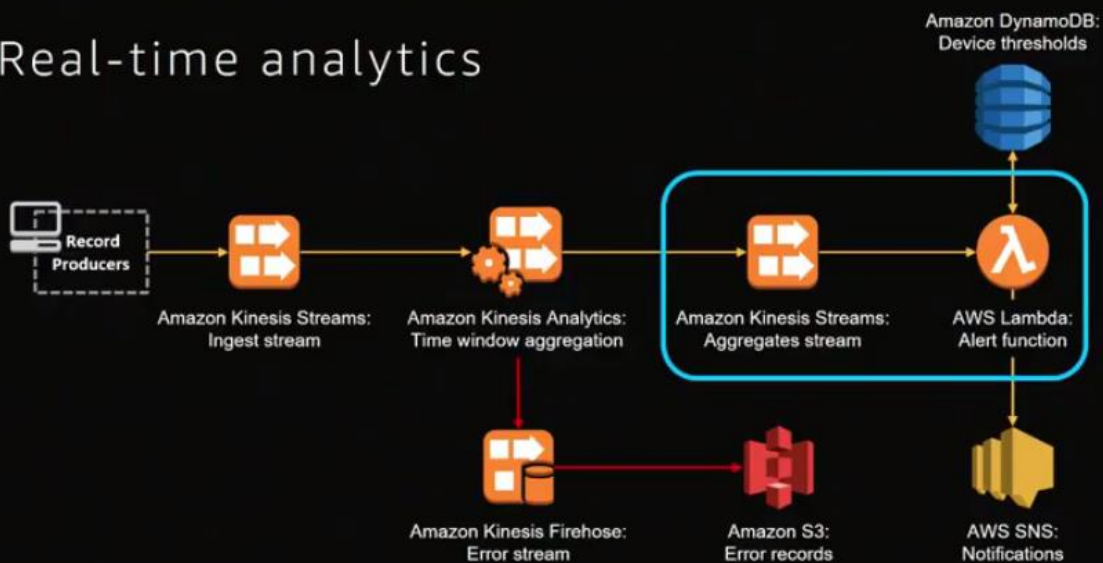 Real-time analytics
Amazon DynamoDB:
Device thresholds
Record
Producers
Amazon Kinesis Streams:
Ingest stream
Amazon Kinesis Analytics:
Time window aggregation
Amazon Kinesis Streams:
Aggregates stream
AWS Lambda:
Alert function
Amazon Kinesis Firehose:
Error stream
Amazon S3:
Error records
AWS SNS:
Notifications